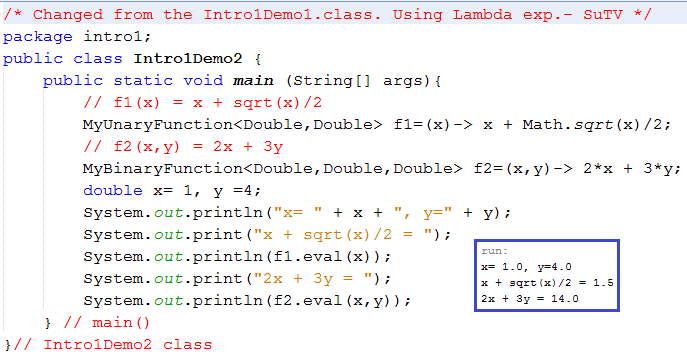 /* Changed from the Intro1Demo1.class. Using Lambda exp.- SuTV */
package intro1;
public class Intro1Demo2 {
    public static void main (String[] args){
        // f1(x) = x + sqrt(x)/2
        MyUnaryFunction<Double,Double> f1=(x)-> x + Math.sqrt(x)/2;
        // f2(x,y) = 2x + 3y
        MyBinaryFunction<Double,Double,Double> f2=(x,y)-> 2*x + 3*y;
        double x= 1, y =4;
        System.out.println("x= " + x + ", y=" + y);
        System.out.print("x + sqrt(x)/2 = ");
        System.out.println(f1.eval(x));
        System.out.print("2x + 3y = ");
        System.out.println(f2.eval(x,y));
    } // main()
}// Intro1Demo2 class
run:
x= 1.0, y=4.0
x + sqrt(x)/2 = 1.5
2x + 3y = 14.0